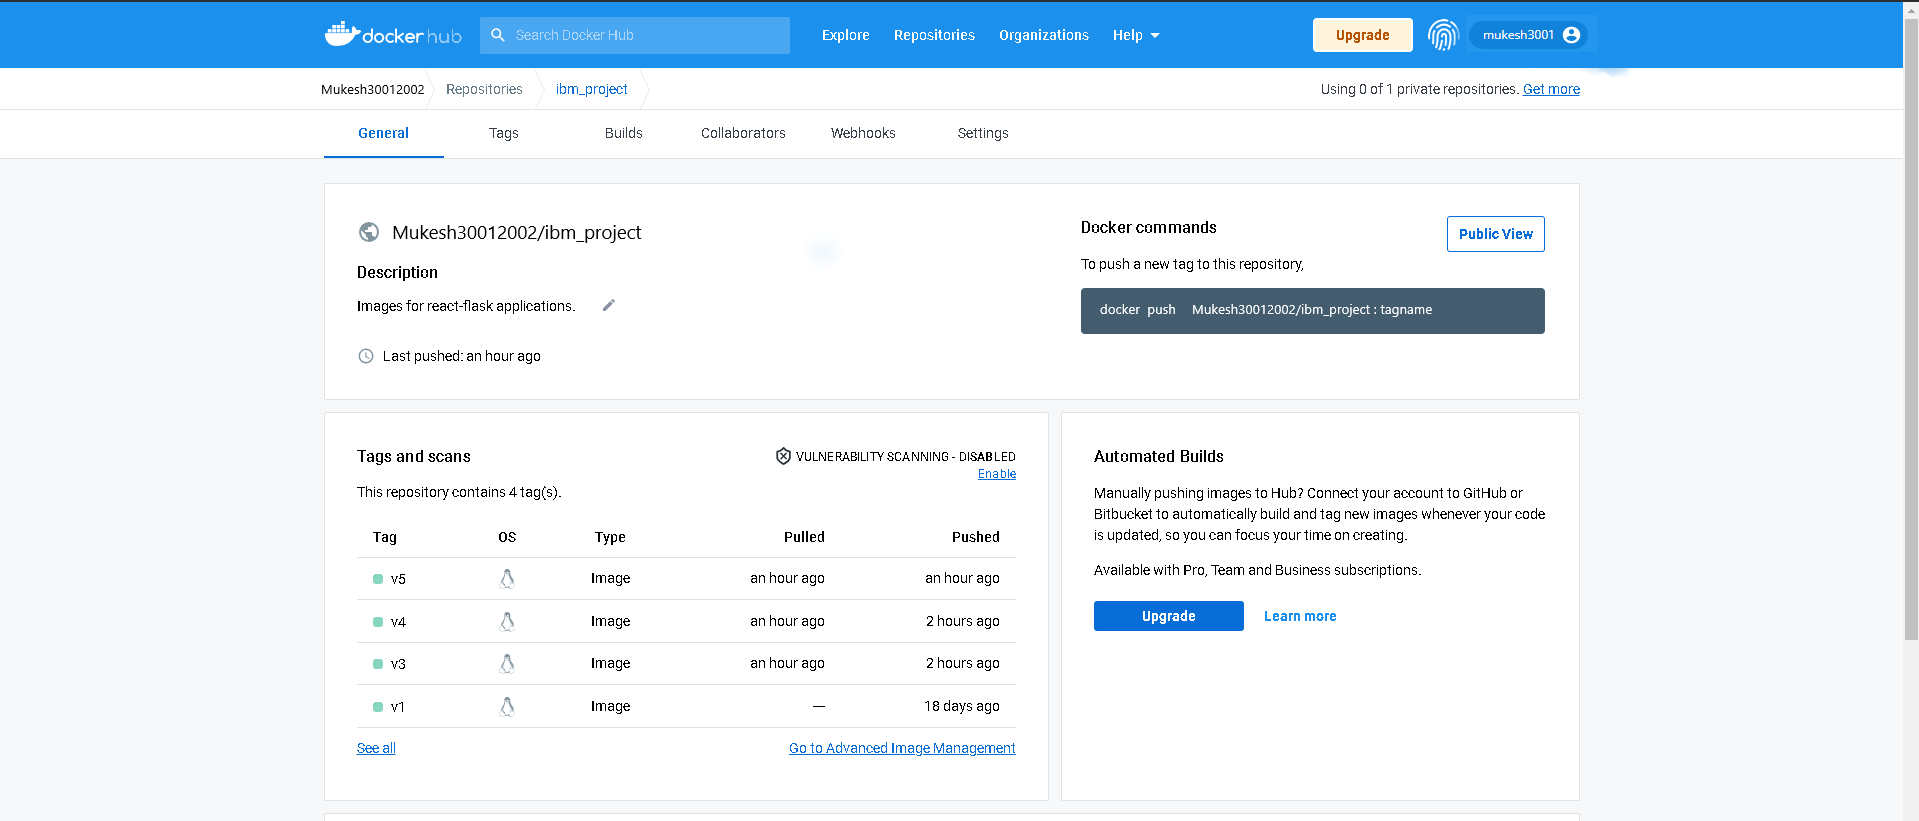 docker hub
Search Docker Hub
Explore
Repositories
Organizations
Help
Upgrade
mukesh3001
Mukesh30012002
Repositories
ibm_project
Using 0 of 1 private repositories. Get more
General
Tags
Builds
Collaborators
Webhooks
Settings
Mukesh30012002/ibm_project
Description
Images for react-flask applications.
Last pushed: an hour ago
Docker commands
Public View
To push a new tag to this repository,
docker push Mukesh30012002/ibm_project : tagname
Tags and scans
VULNERABILITY SCANNING - DISABLED
Enable
This repository contains 4 tag(s).
Tag OS Type Pulled Pushed
v5 Image an hour ago an hour ago
v4 Image an hour ago 2 hours ago
v3 Image an hour ago 2 hours ago
v1 Image — 18 days ago
See all
Go to Advanced Image Management
Automated Builds
Manually pushing images to Hub? Connect your account to GitHub or
Bitbucket to automatically build and tag new images whenever your code
is updated, so you can focus your time on creating.
Available with Pro, Team and Business subscriptions.
Upgrade
Learn more